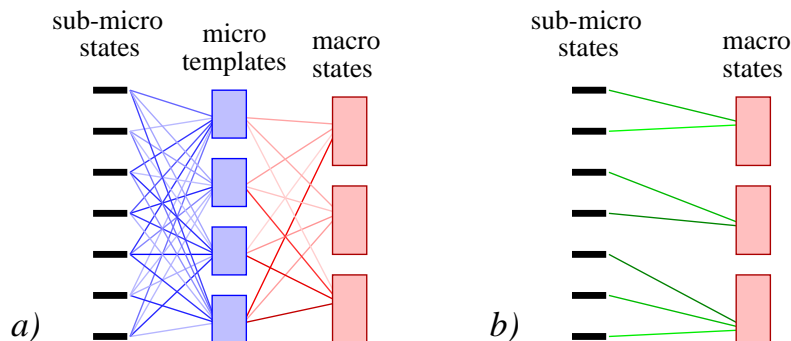 sub-micro
states
micro
templates
macro
states
a)
sub-micro
states
macro
states
b)